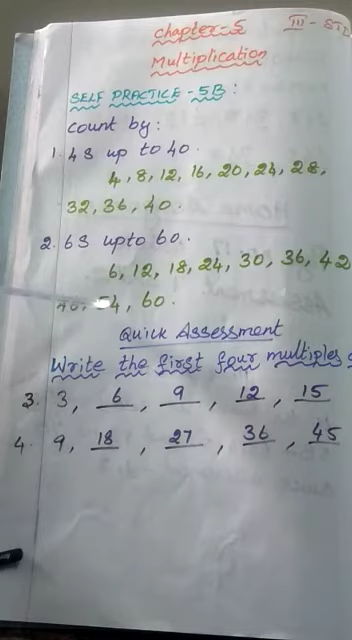 Chapter-5 III - STD
Multiplication
SELF PRACTICE - 5B:
Count by:
1. 4s up to 40.
4, 8, 12, 16, 20, 24, 28,
32, 36, 40.
2. 6s upto 60.
6, 12, 18, 24, 30, 36, 42
54, 60.
Quick Assessment
Write the first four multiples
3. 3, 6, 9, 12, 15
4. 9, 18, 27, 36, 45